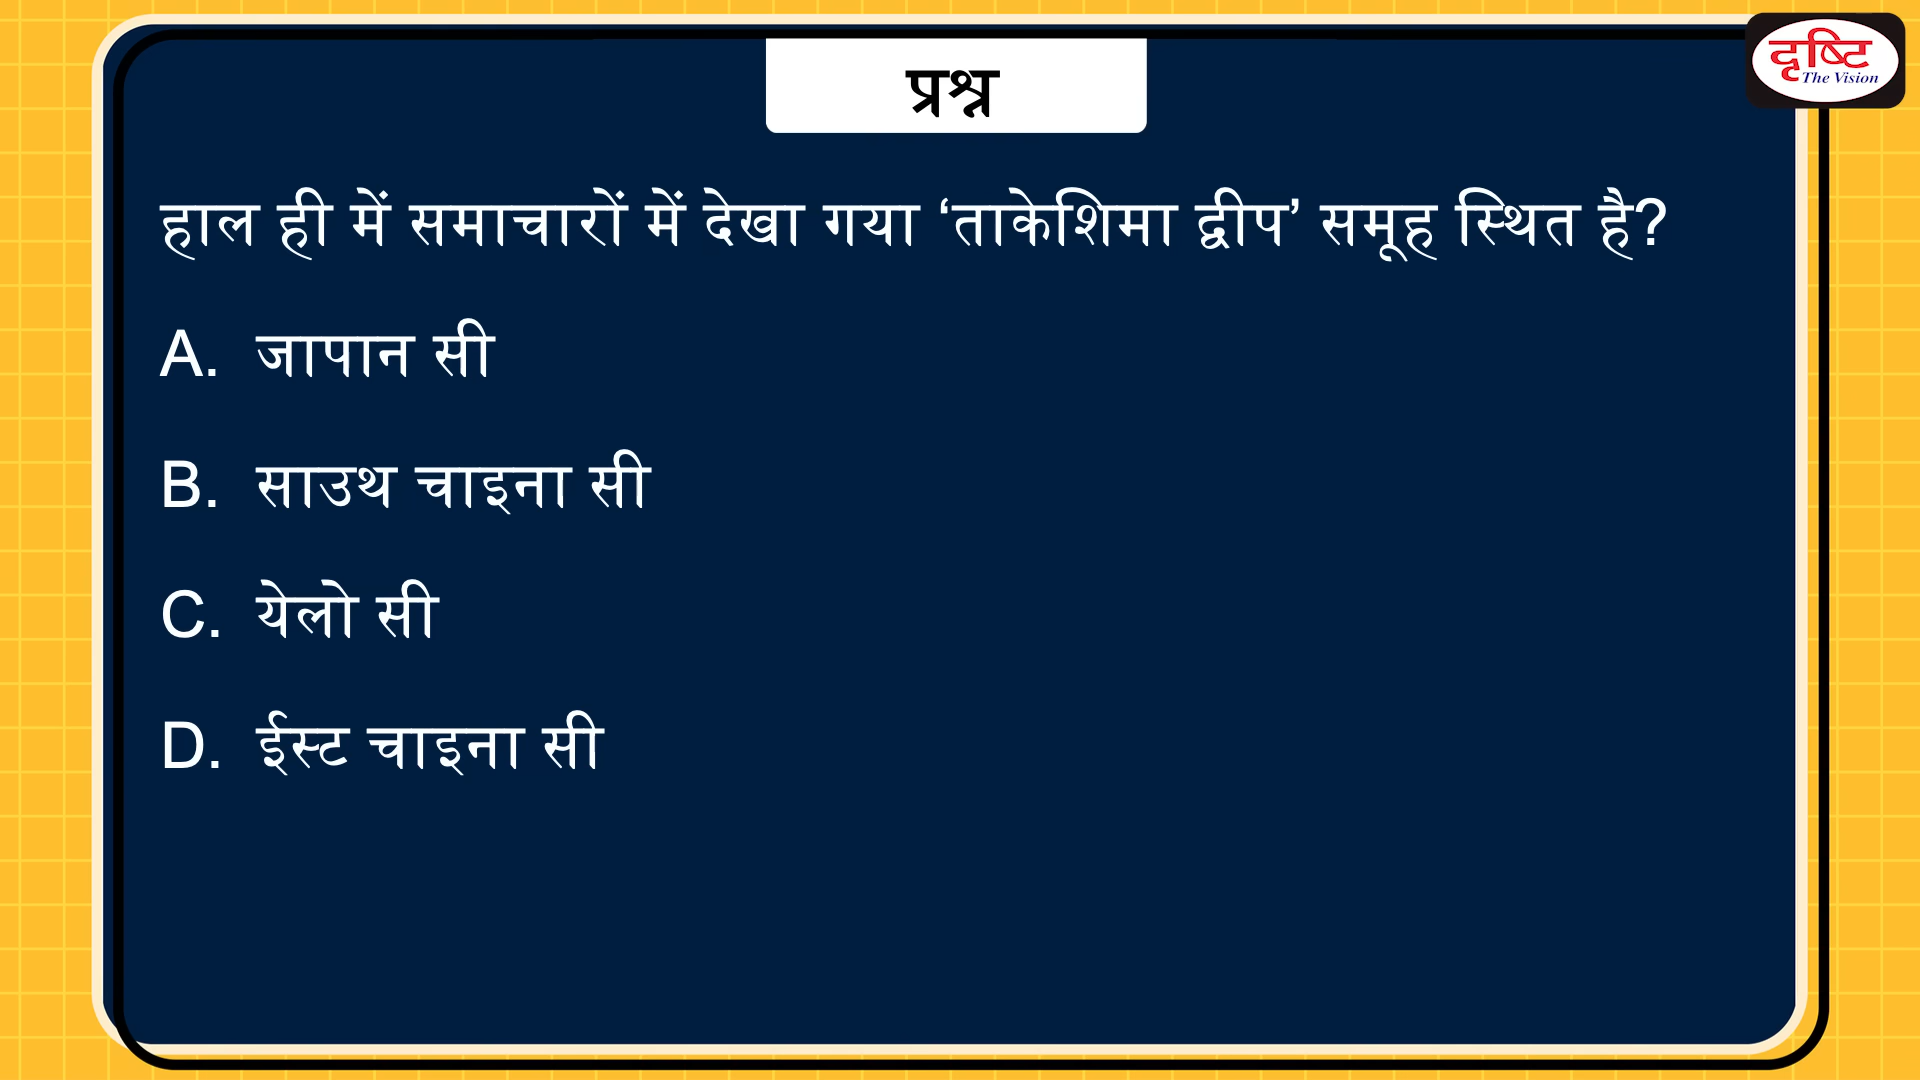 दृष्टि
The Vision
प्रश्न
हाल ही में समाचारों में देखा गया ‘ताकेशिमा द्वीप’ समूह स्थित है?
A. जापान सी
B. साउथ चाइना सी
C. येलो सी
D. ईस्ट चाइना सी